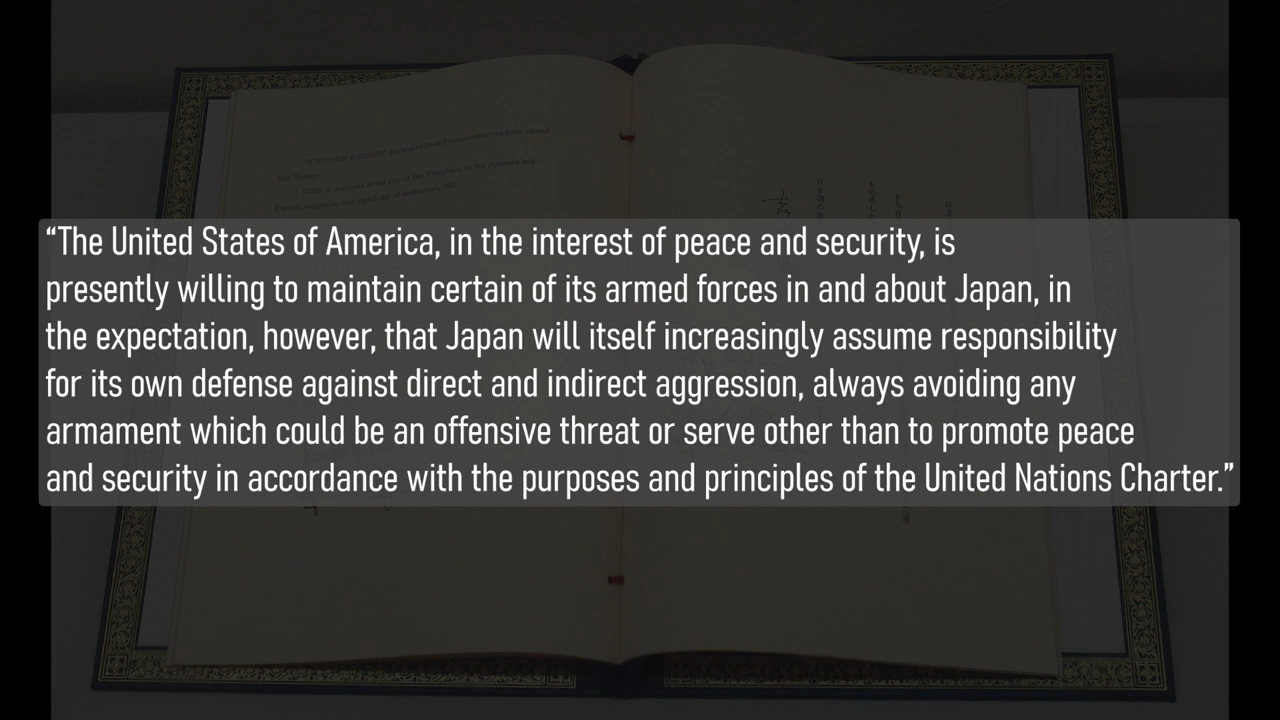 “The United States of America, in the interest of peace and security, is
presently willing to maintain certain of its armed forces in and about Japan, in
the expectation, however, that Japan will itself increasingly assume responsibility
for its own defense against direct and indirect aggression, always avoiding any
armament which could be an offensive threat or serve other than to promote peace
and security in accordance with the purposes and principles of the United Nations Charter.”